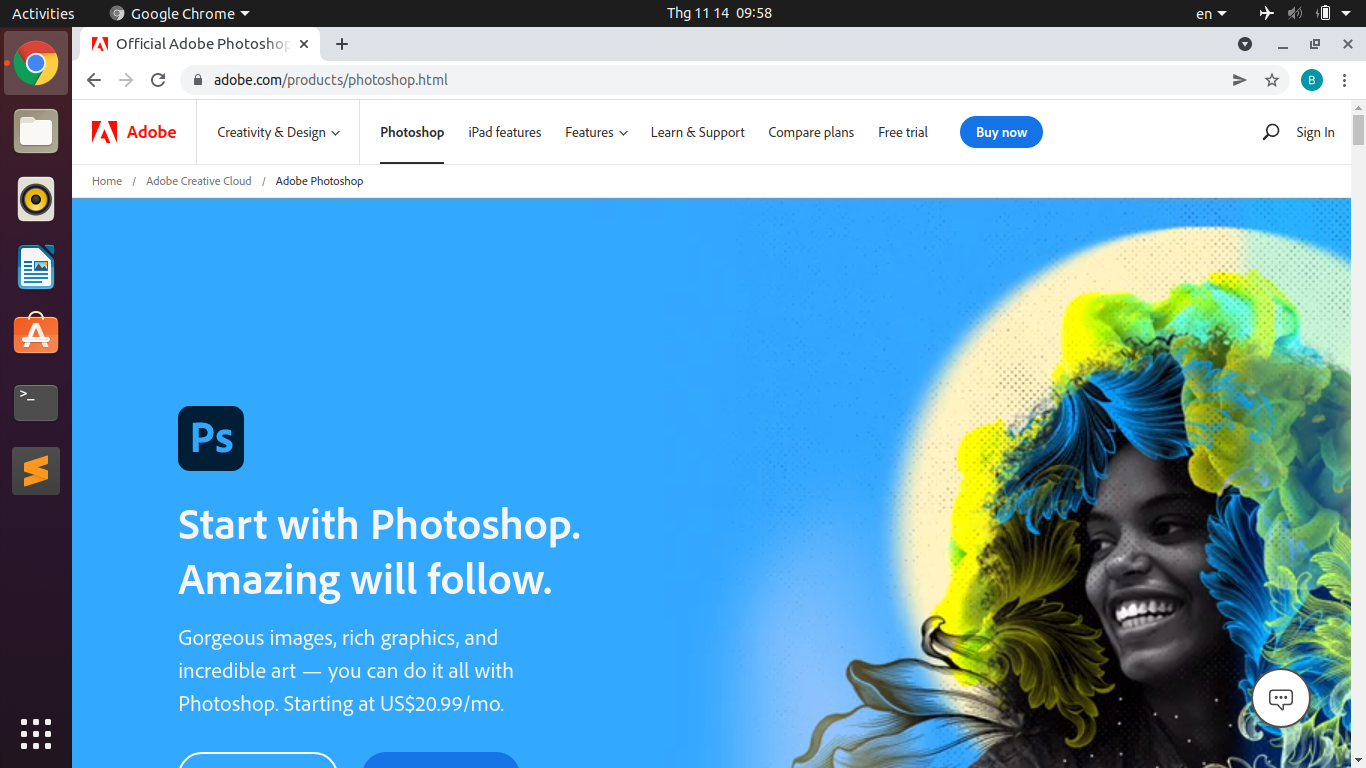 Activities
Google Chrome
Thg 11 14 09:58
en
Official Adobe Photoshop
adobe.com/products/photoshop.html
B
Adobe
Creativity & Design
Photoshop
iPad features
Features
Learn & Support
Compare plans
Free trial
Buy now
Sign In
Home / Adobe Creative Cloud / Adobe Photoshop
>_
Ps
Start with Photoshop.
Amazing will follow.
Gorgeous images, rich graphics, and
incredible art — you can do it all with
Photoshop. Starting at US$20.99/mo.